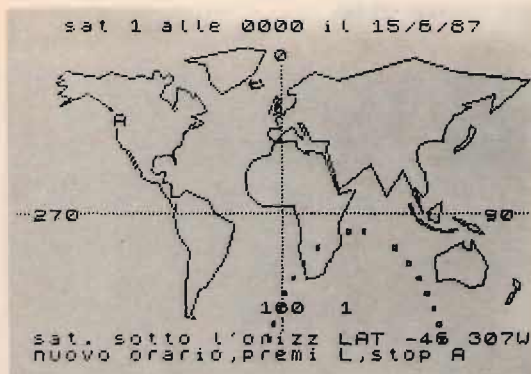 sat 1 alle 0000 il 15/6/87
0
A
270 90
180 1
sat. sotto l'orizz LAT -46 307W
nuovo orario,premi L,stop A